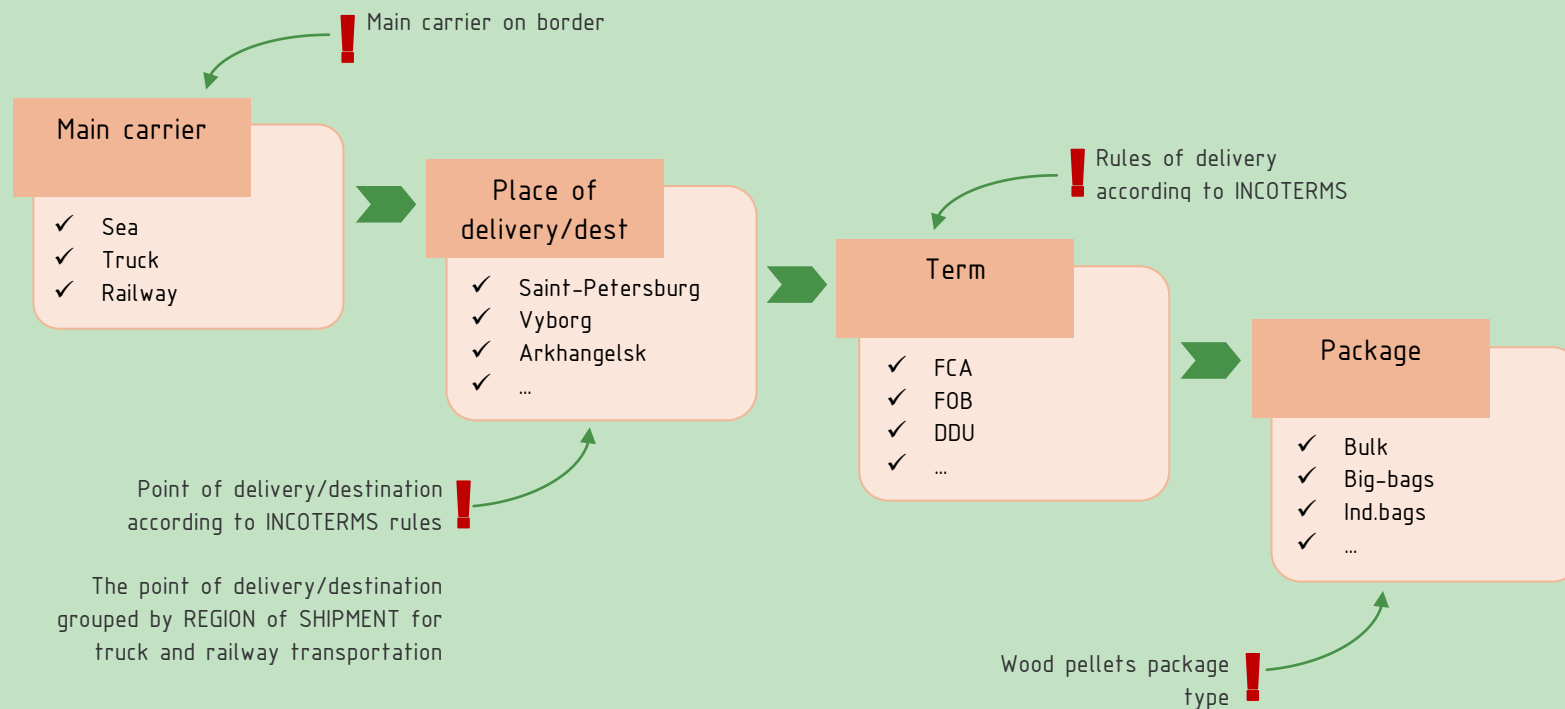 Main carrier on border
Main carrier
Sea
Truck
Railway
Place of
delivery/dest
Saint-Petersburg
Vyborg
Arkhangelsk
...
Point of delivery/destination
according to INCOTERMS rules
The point of delivery/destination
grouped by REGION of SHIPMENT for
truck and railway transportation
Rules of delivery
according to INCOTERMS
Term
FCA
FOB
DDU
...
Package
Bulk
Big-bags
Ind.bags
...
Wood pellets package
type